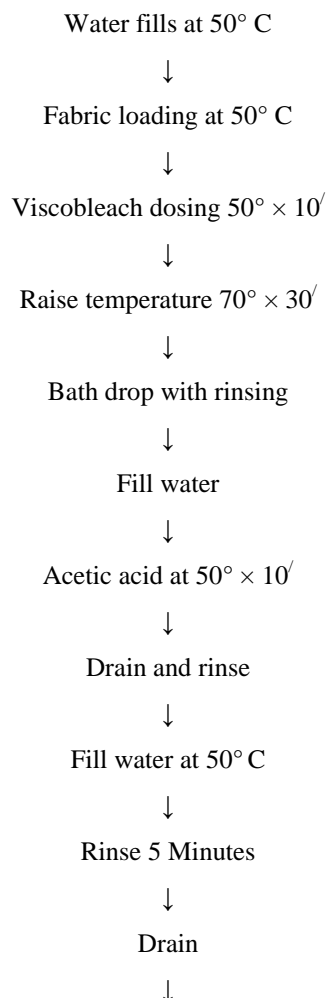 Water fills at 50° C
↓
Fabric loading at 50° C
↓
Viscobleach dosing 50° × 10/
↓
Raise temperature 70° × 30/
↓
Bath drop with rinsing
↓
Fill water
↓
Acetic acid at 50° × 10/
↓
Drain and rinse
↓
Fill water at 50° C
↓
Rinse 5 Minutes
↓
Drain
↓